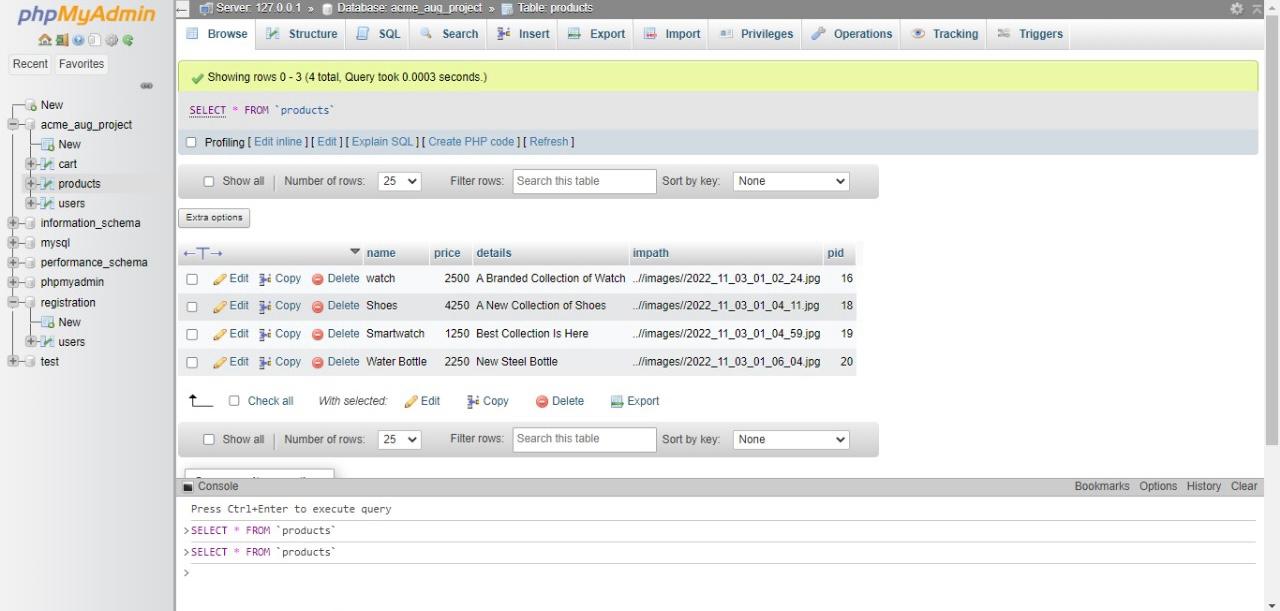 phpMyAdmin
Recent Favorites
New
acme_aug_project
New
cart
products
users
information_schema
mysql
performance_schema
phpmyadmin
registration
New
users
test
Server: 127.0.0.1 » Database: acme_aug_project » Table: products
Browse Structure SQL Search Insert Export Import Privileges Operations Tracking Triggers
Showing rows 0 - 3 (4 total, Query took 0.0003 seconds.)
SELECT * FROM `products`
Profiling [ Edit inline ] [ Edit ] [ Explain SQL ] [ Create PHP code ] [ Refresh ]
Show all | Number of rows: 25 Filter rows: Search this table Sort by key: None
Extra options
←T→ name price details impath pid
Edit Copy Delete watch 2500 A Branded Collection of Watch ..//images//2022_11_03_01_02_24.jpg 16
Edit Copy Delete Shoes 4250 A New Collection of Shoes ..//images//2022_11_03_01_04_11.jpg 18
Edit Copy Delete Smartwatch 1250 Best Collection Is Here ..//images//2022_11_03_01_04_59.jpg 19
Edit Copy Delete Water Bottle 2250 New Steel Bottle ..//images//2022_11_03_01_06_04.jpg 20
Check all With selected: Edit Copy Delete Export
Show all | Number of rows: 25 Filter rows: Search this table Sort by key: None
Console Bookmarks Options History Clear
Press Ctrl+Enter to execute query
>SELECT * FROM `products`
>SELECT * FROM `products`
>